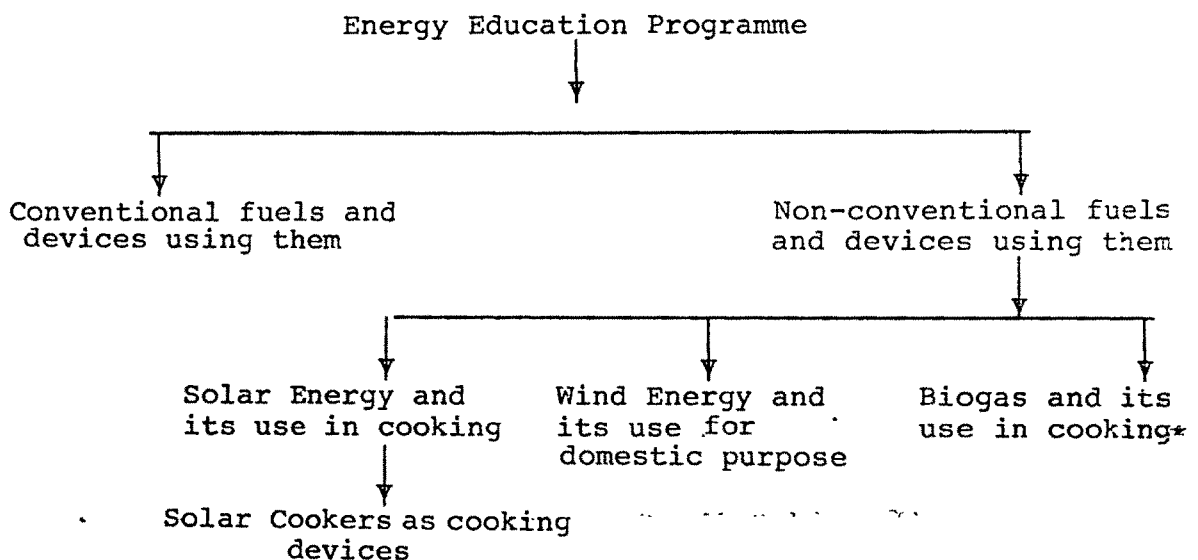 Energy Education Programme
Conventional fuels and
devices using them
Non-conventional fuels
and devices using them
Solar Energy and
its use in cooking
Wind Energy and
its use for
domestic purpose
Biogas and its
use in cooking*
Solar Cookers as cooking
devices